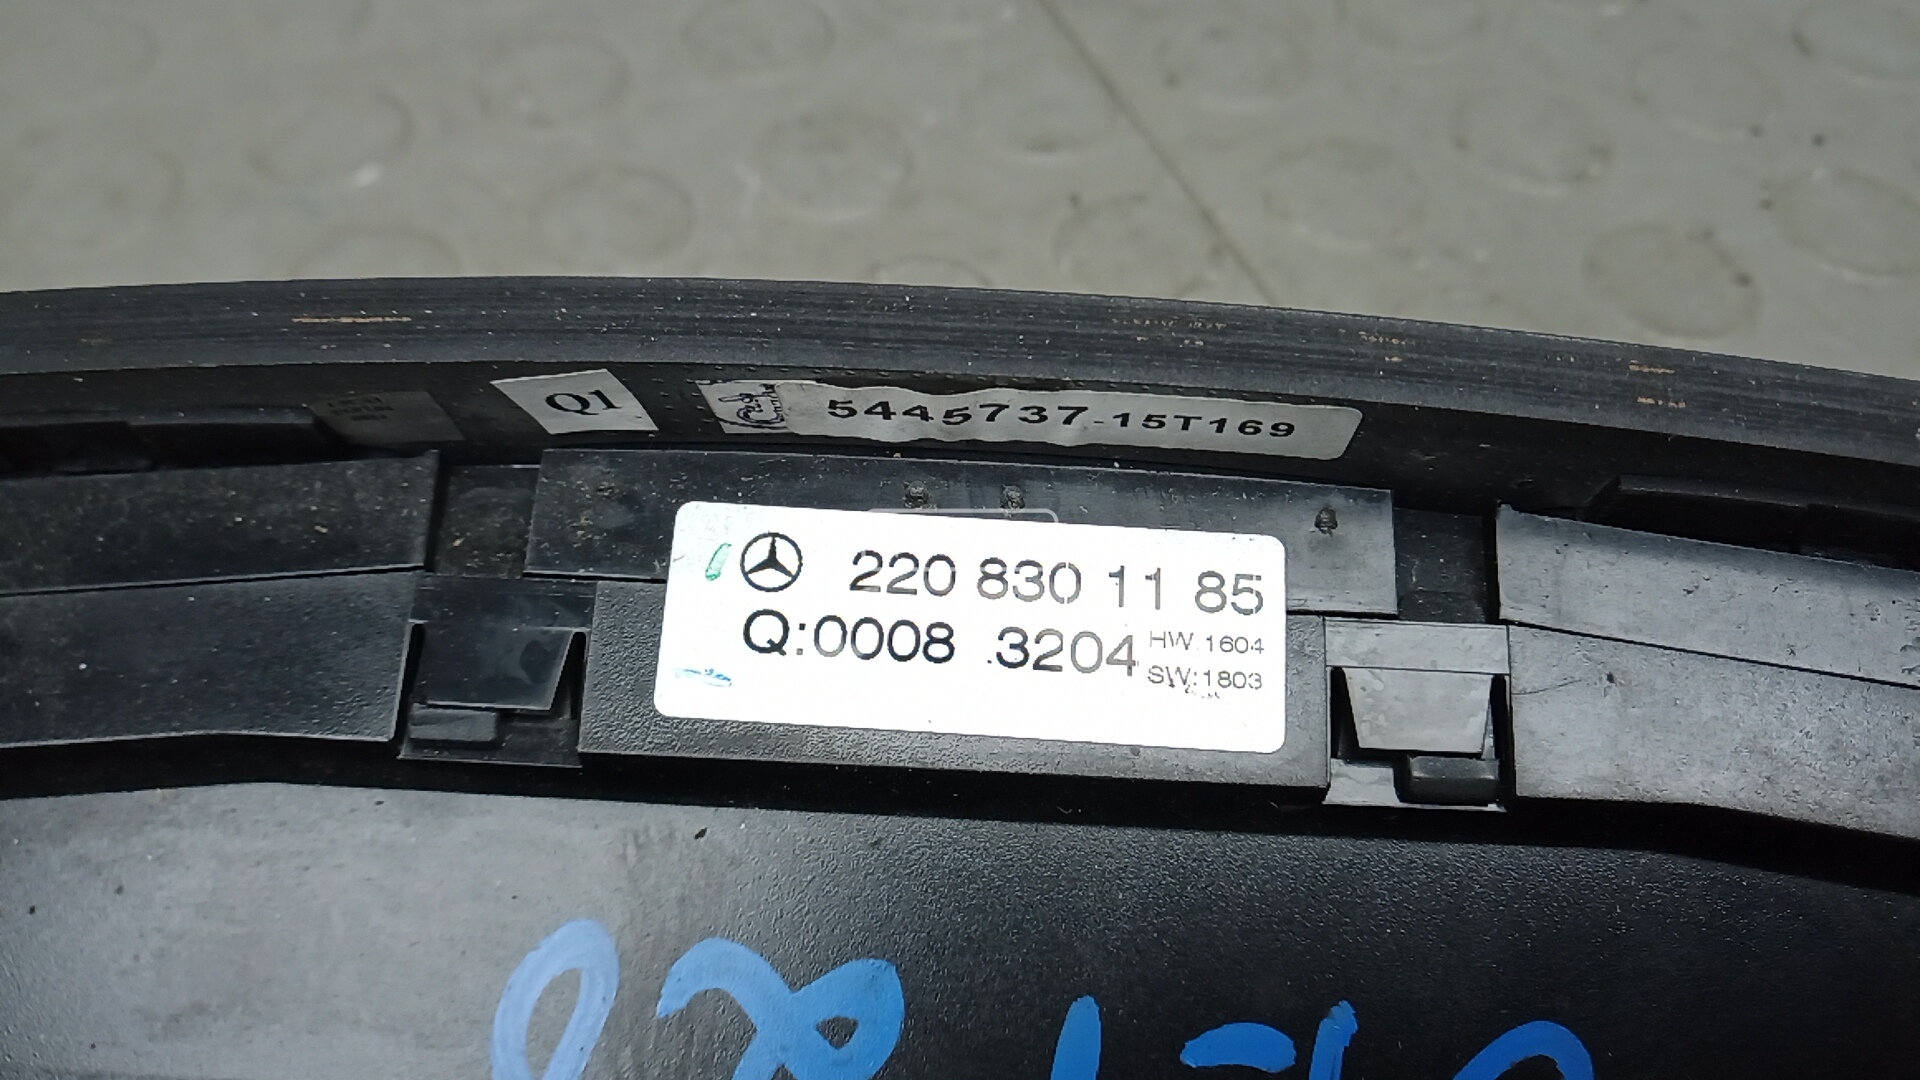 Q1
5445737-15T169
220 830 11 85
Q:0008 .3204 HW:1604
SW:1803